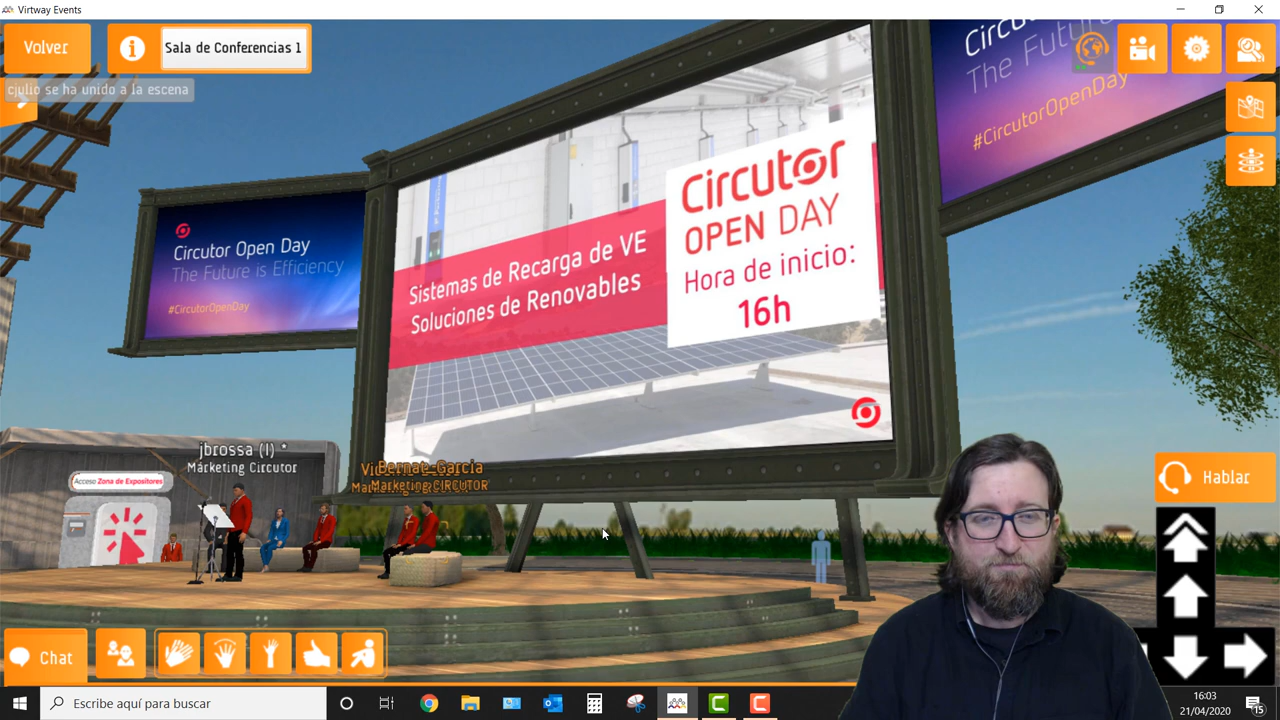 Virtway Events
Volver
i
Sala de Conferencias 1
cjulio se ha unido a la escena
Circutor Open Day
The Future is Efficiency
#CircutorOpenDay
Sistemas de Recarga de VE
Soluciones de Renovables
Circutor
OPEN DAY
Hora de inicio:
16h
The Future
#CircutorOpenDay
jbrossa (I) *
Marketing Circutor
Bernat-Garcia
Marketing CIRCUTOR
Acceso Zona de Expositores
Hablar
Chat
Escribe aquí para buscar
16:03
21/04/2020
15